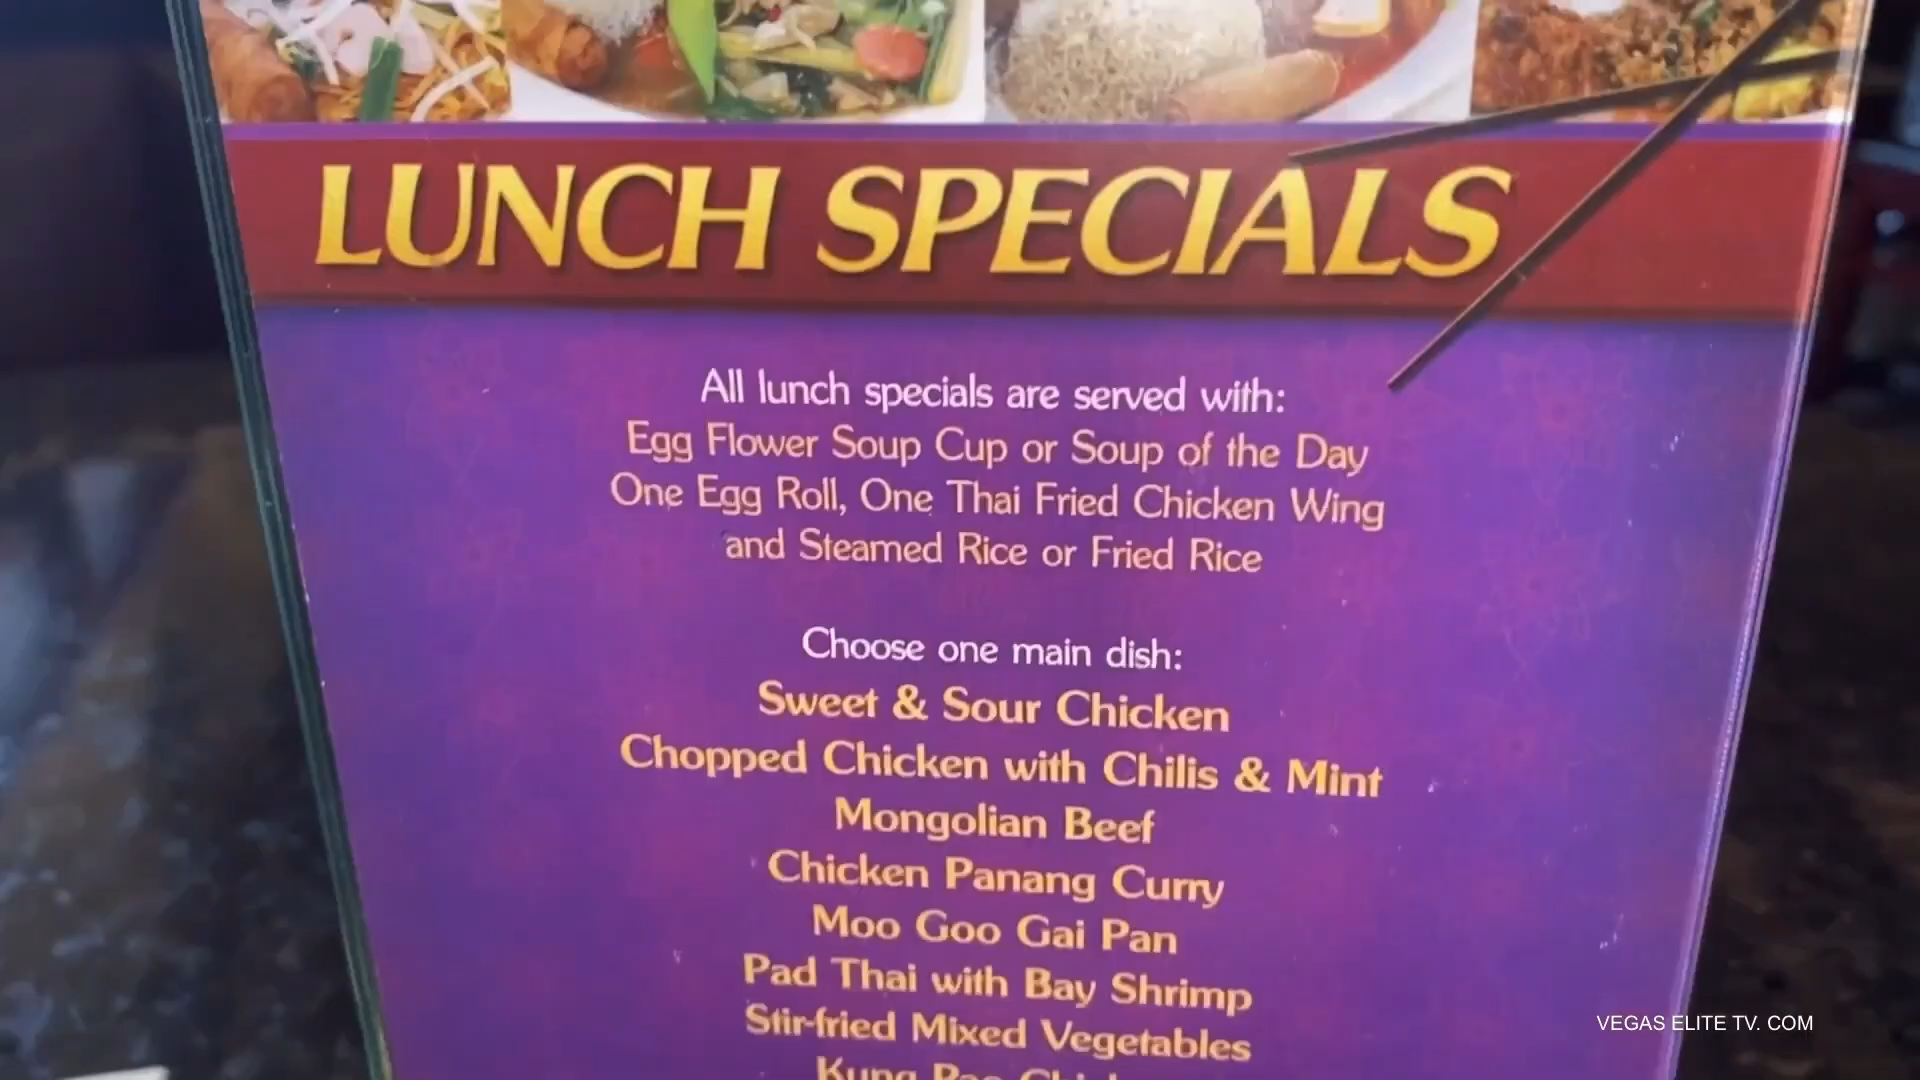 LUNCH SPECIALS
All lunch specials are served with:
Egg Flower Soup Cup or Soup of the Day
One Egg Roll, One Thai Fried Chicken Wing
and Steamed Rice or Fried Rice
Choose one main dish:
Sweet & Sour Chicken
Chopped Chicken with Chilis & Mint
Mongolian Beef
Chicken Panang Curry
Moo Goo Gai Pan
Pad Thai with Bay Shrimp
Stir-fried Mixed Vegetables
Kung Pao
VEGAS ELITE TV. COM